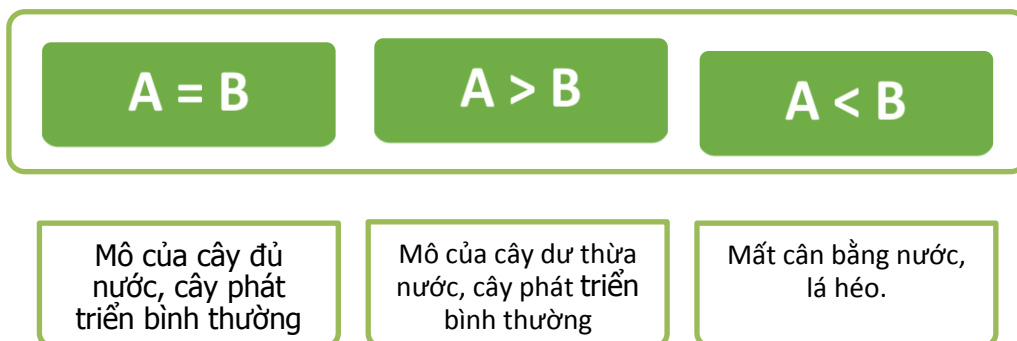 A = B
A > B
A < B
Mô của cây đủ
nước, cây phát
triển bình thường
Mô của cây dư thừa
nước, cây phát triển
bình thường
Mất cân bằng nước,
lá héo.